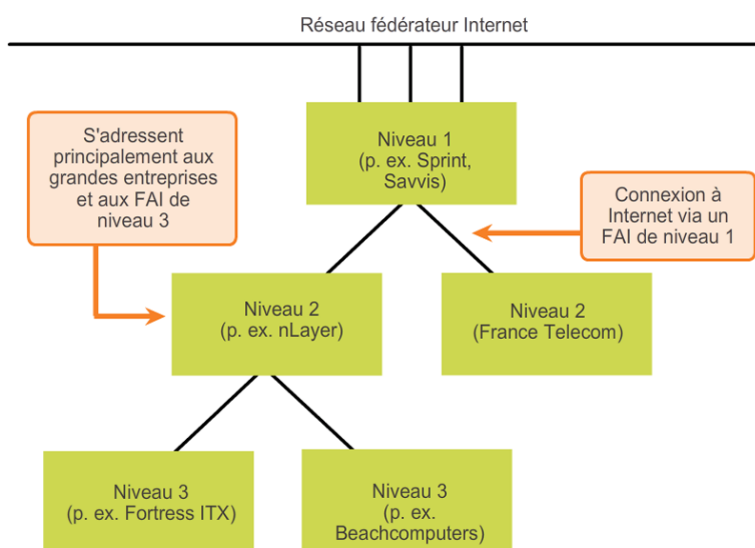 Réseau fédérateur Internet
Niveau 1
(p. ex. Sprint,
Savvis)
S'adressent
principalement aux
grandes entreprises
et aux FAI de
niveau 3
Connexion à
Internet via un
FAI de niveau 1
Niveau 2
(p. ex. nLayer)
Niveau 2
(France Telecom)
Niveau 3
(p. ex. Fortress ITX)
Niveau 3
(p. ex.
Beachcomputers)